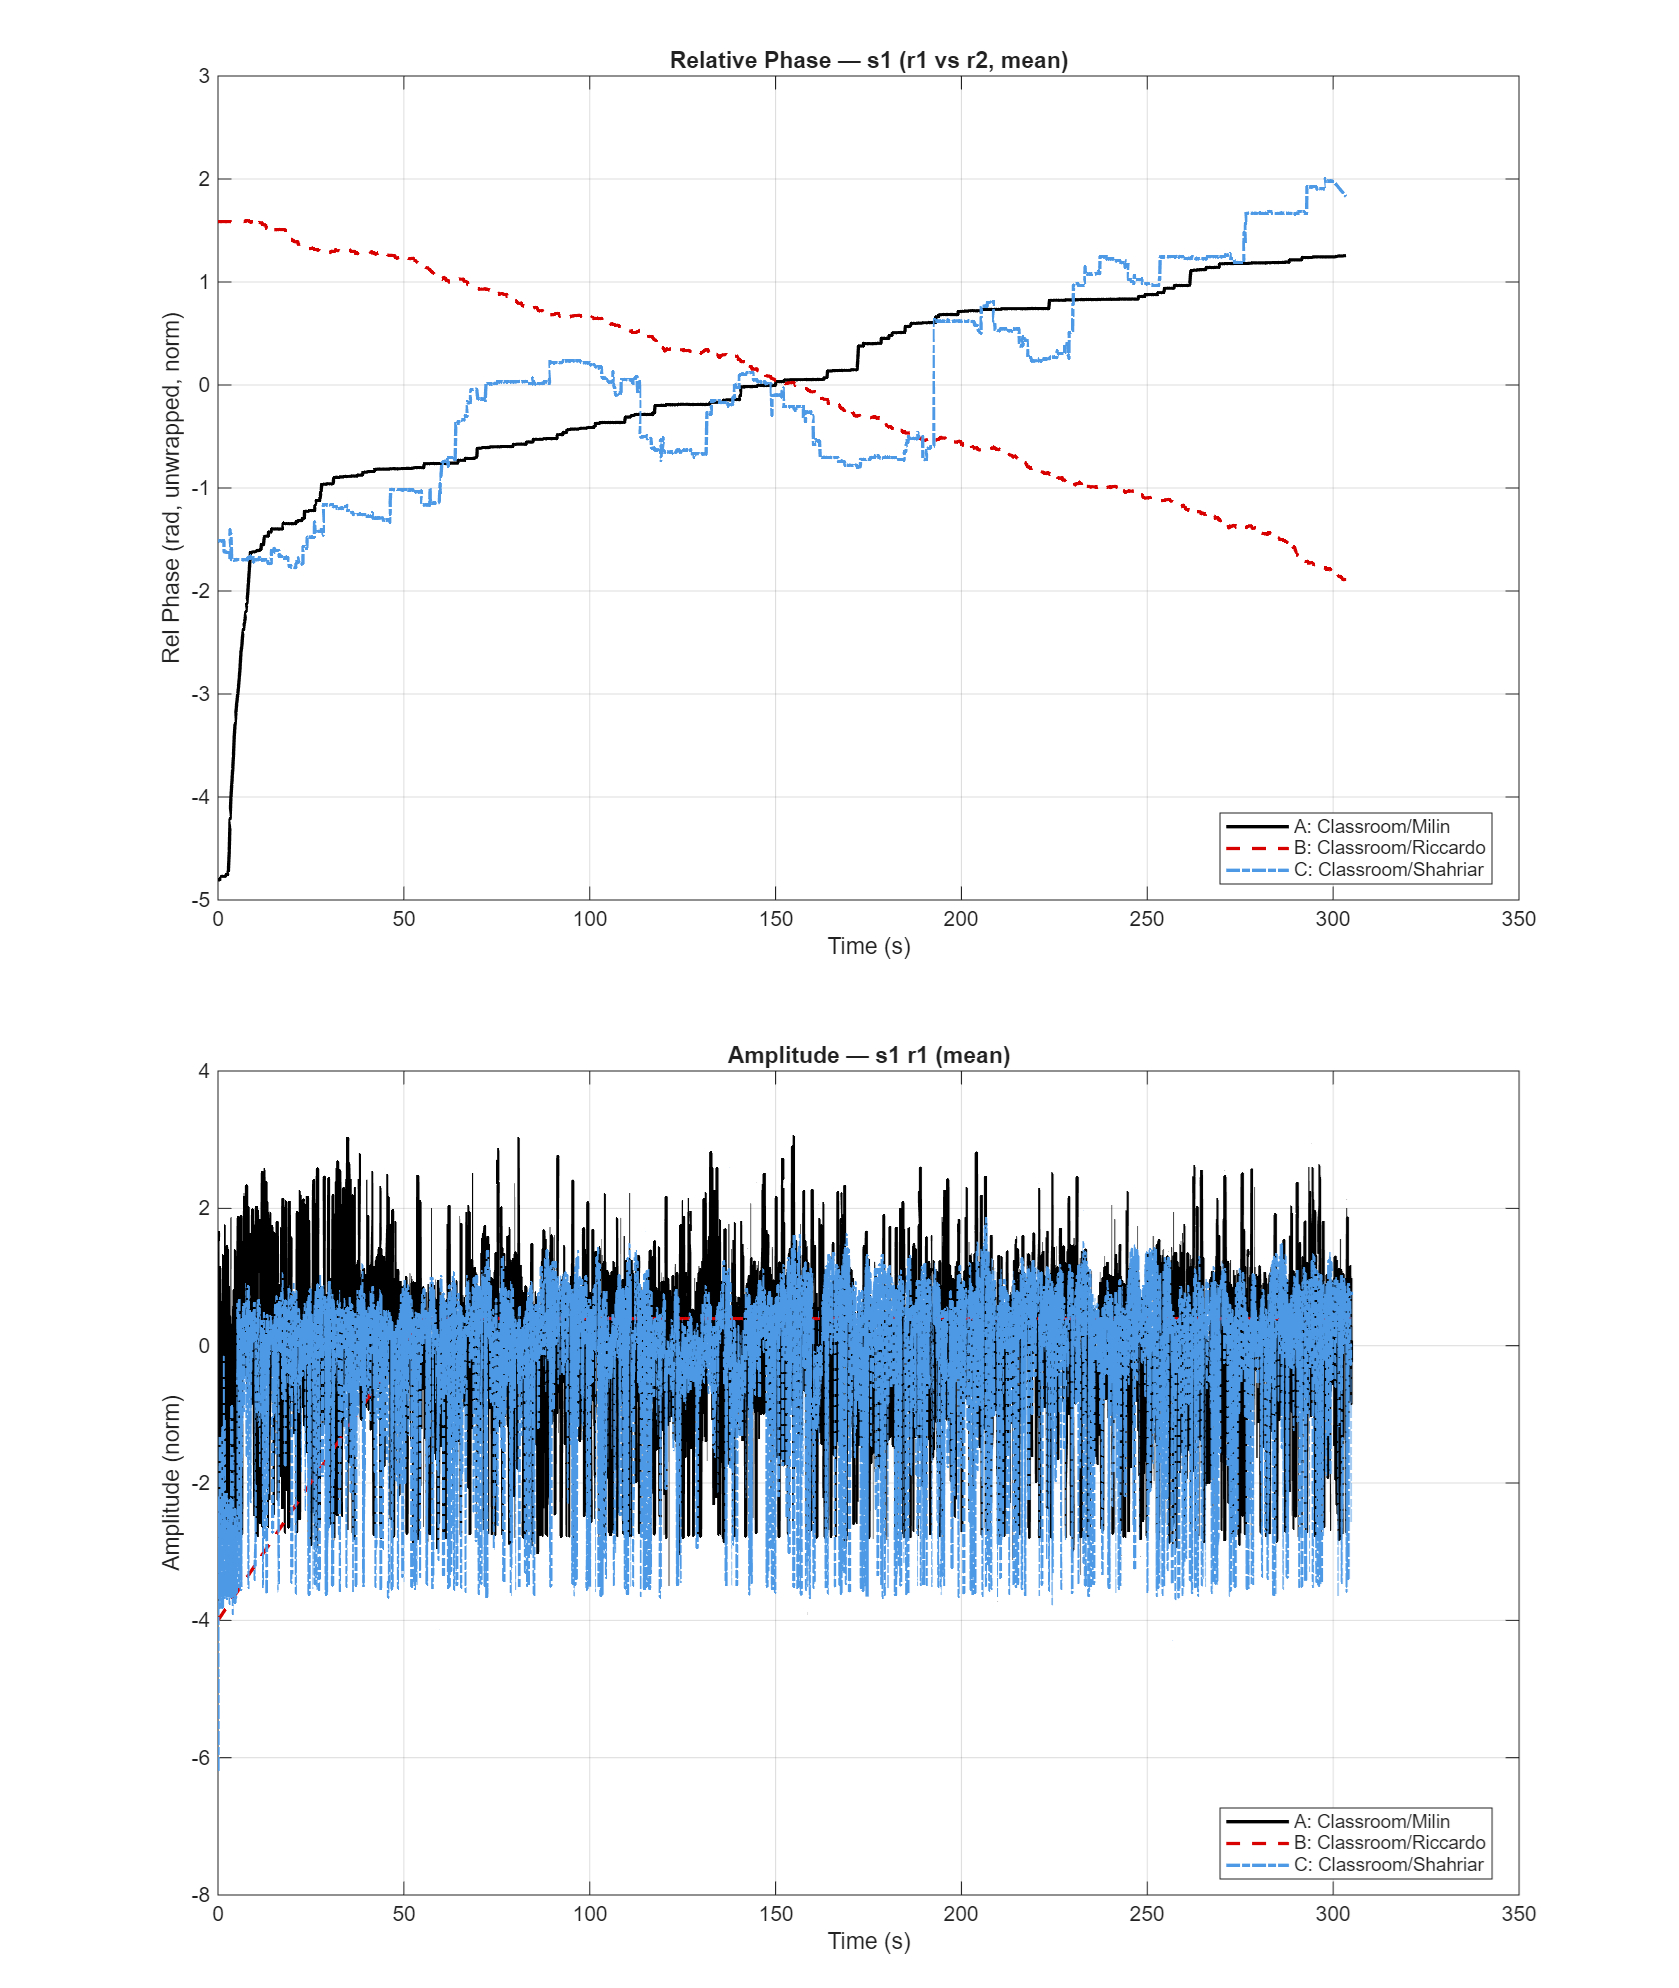 Relative Phase — s1 (r1 vs r2, mean)
3
2
1
0
-1
-2
-3
-4
-5
Rel Phase (rad, unwrapped, norm)
0 50 100 150 200 250 300 350
Time (s)
A: Classroom/Milin
B: Classroom/Riccardo
C: Classroom/Shahriar
Amplitude — s1 r1 (mean)
4
2
0
-2
-4
-6
-8
Amplitude (norm)
0 50 100 150 200 250 300 350
Time (s)
A: Classroom/Milin
B: Classroom/Riccardo
C: Classroom/Shahriar